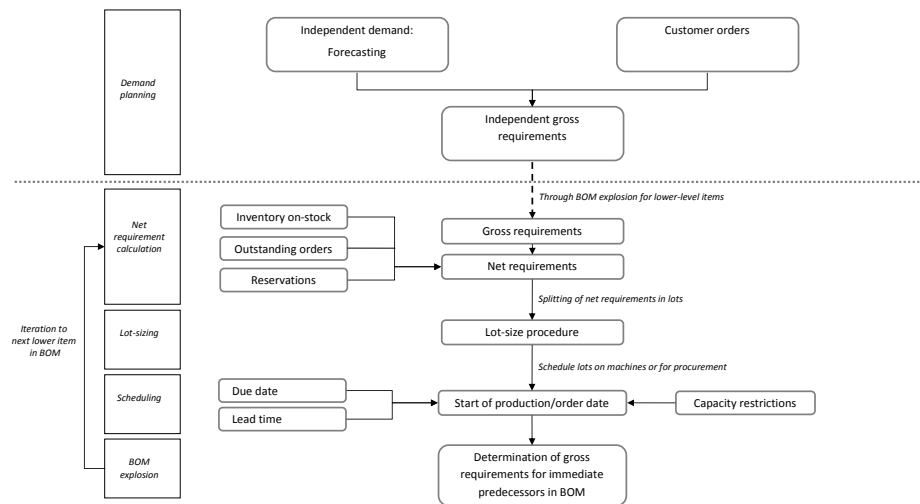 Independent demand:
Forecasting
Customer orders
Demand
planning
Independent gross
requirements
Through BOM explosion for lower-level items
Net
requirement
calculation
Inventory on-stock
Outstanding orders
Reservations
Gross requirements
Net requirements
Splitting of net requirements in lots
Iteration to
next lower item
in BOM
Lot-sizing
Lot-size procedure
Schedule lots on machines or for procurement
Scheduling
Due date
Lead time
Start of production/order date
Capacity restrictions
BOM
explosion
Determination of gross
requirements for immediate
predecessors in BOM